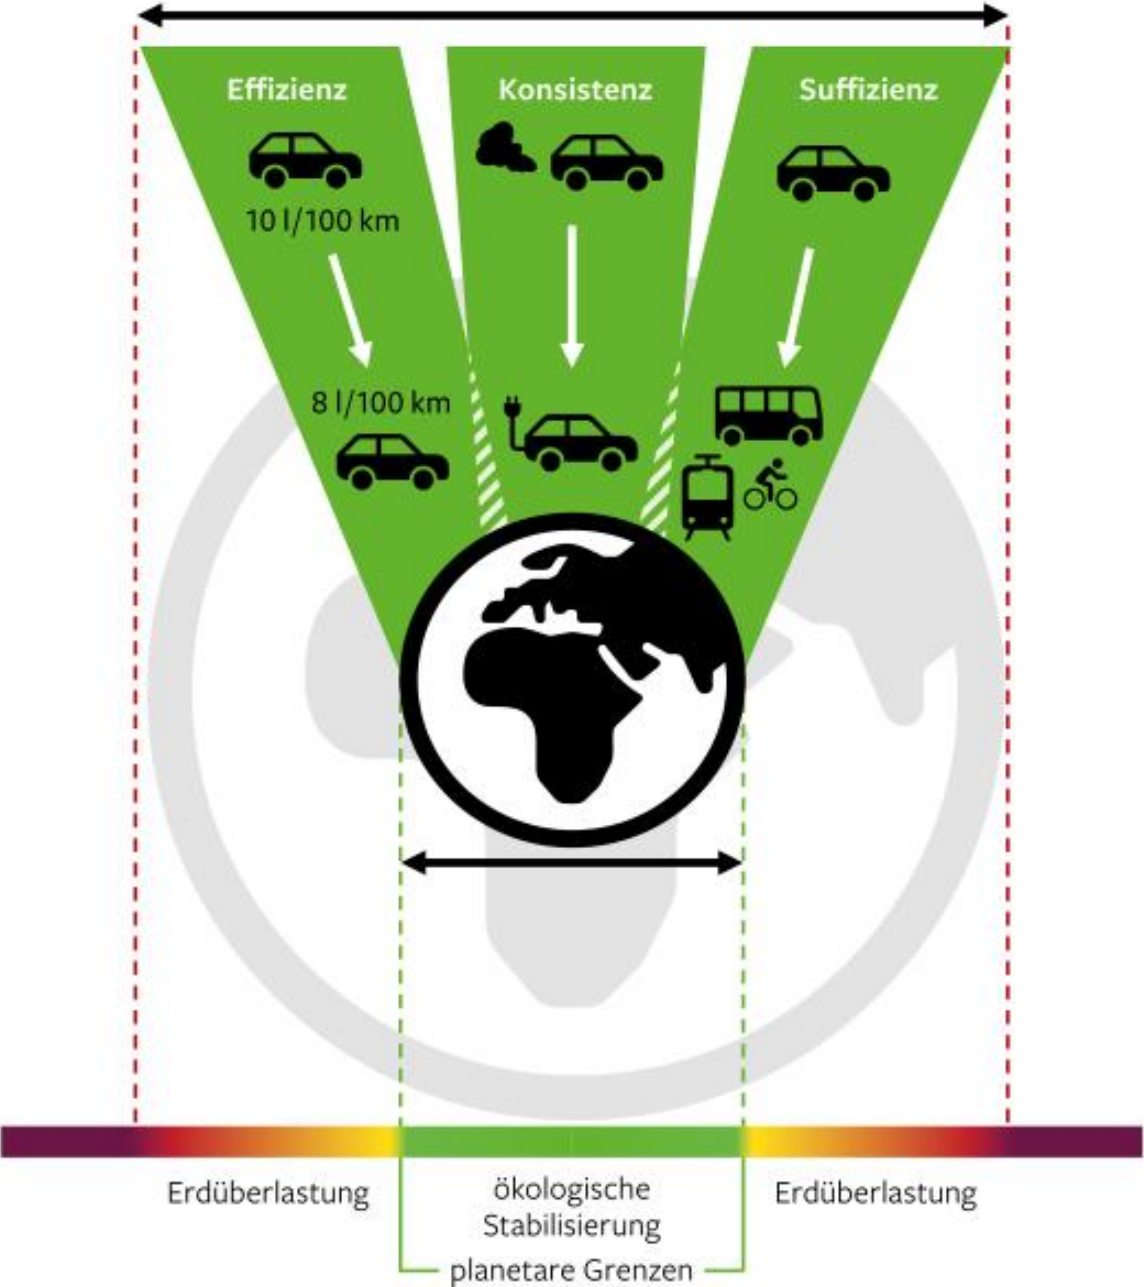 Effizienz
Konsistenz
Suffizienz
10 l/100 km
8 l/100 km
Erdüberlastung
ökologische
Stabilisierung
Erdüberlastung
planetare Grenzen